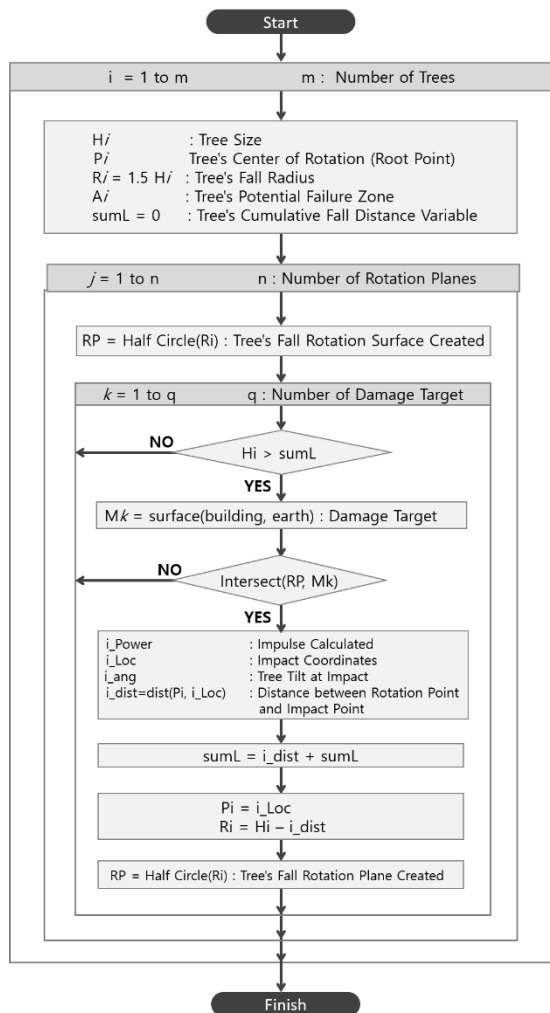 Start
i = 1 to m m : Number of Trees
Hi : Tree Size
Pi Tree's Center of Rotation (Root Point)
Ri = 1.5 Hi : Tree's Fall Radius
Ai : Tree's Potential Failure Zone
sumL = 0 : Tree's Cumulative Fall Distance Variable
j = 1 to n n : Number of Rotation Planes
RP = Half Circle(Ri) : Tree's Fall Rotation Surface Created
k = 1 to q q : Number of Damage Target
NO
Hi > sumL
YES
Mk = surface(building, earth) : Damage Target
NO
Intersect(RP, Mk)
YES
i_Power : Impulse Calculated
i_Loc : Impact Coordinates
i_ang : Tree Tilt at Impact
i_dist=dist(Pi, i_Loc) : Distance between Rotation Point
and Impact Point
sumL = i_dist + sumL
Pi = i_Loc
Ri = Hi – i_dist
RP = Half Circle(Ri) : Tree's Fall Rotation Plane Created
Finish